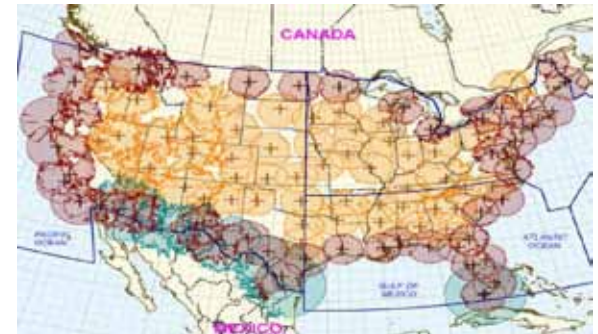 CANADA
PACIFIC
OCEAN
ATLANTIC
OCEAN
GULF OF
MEXICO
MEXICO